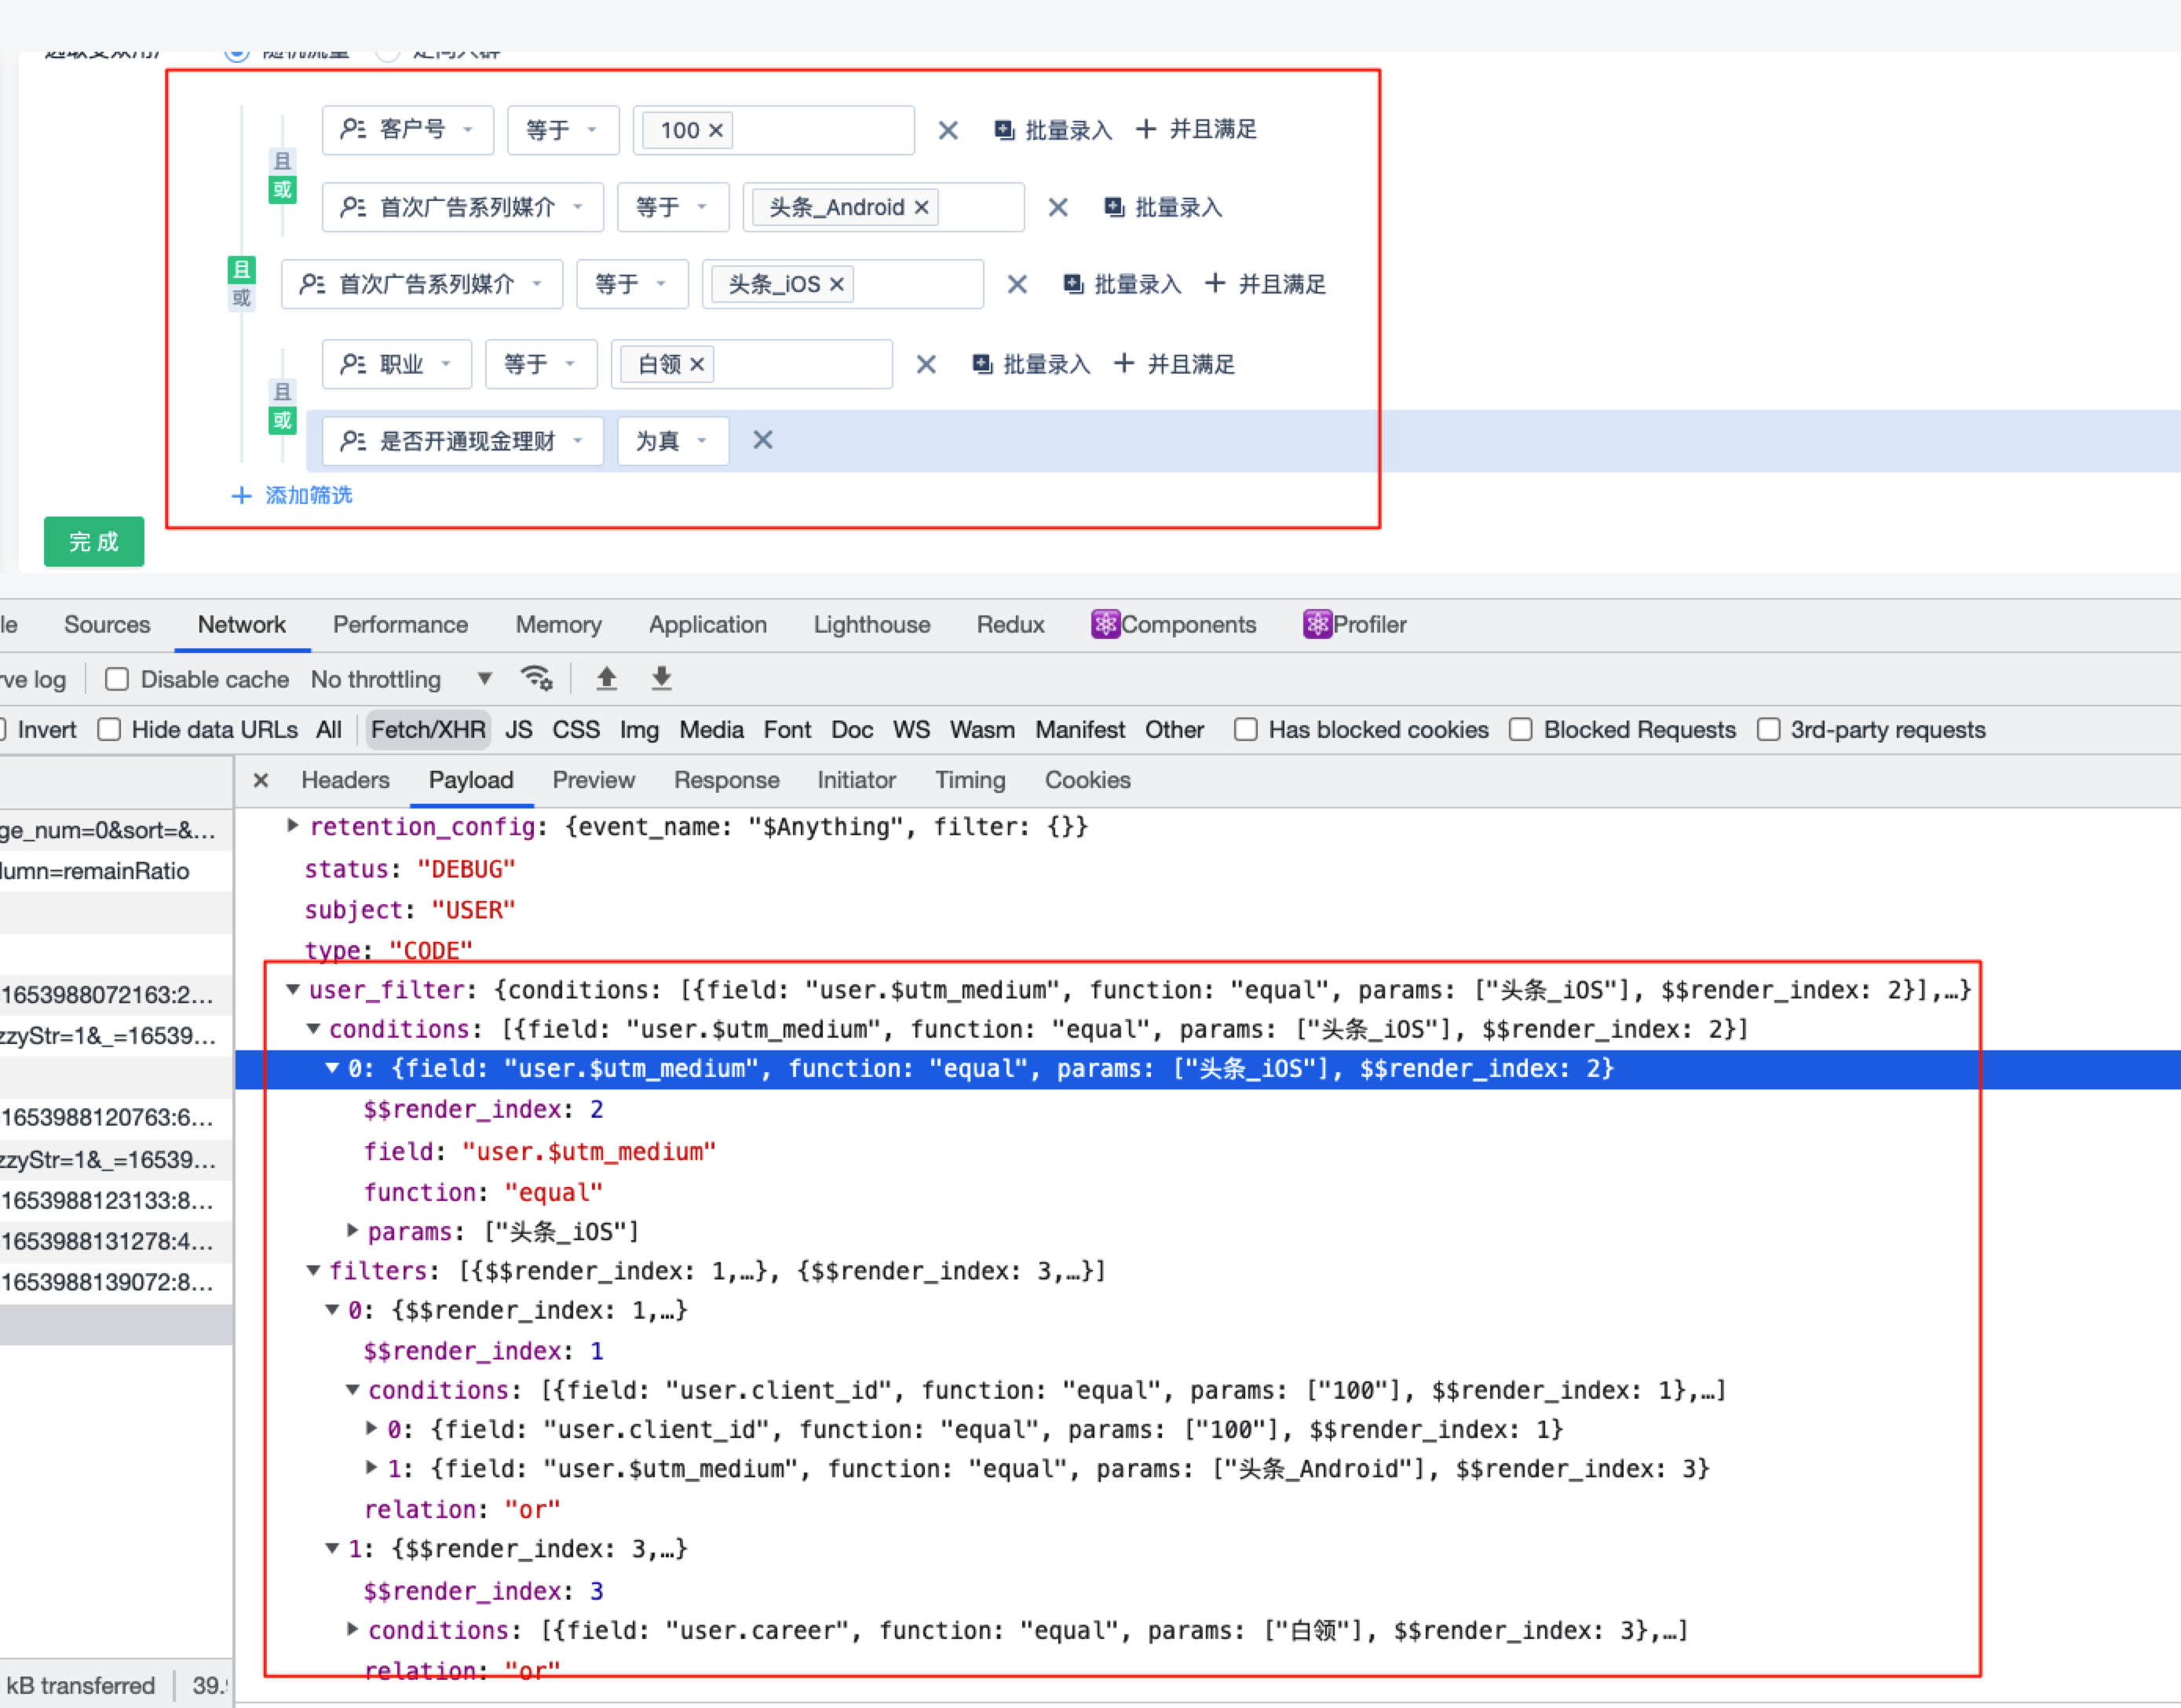 随机流量 定向人群
客户号 等于 100 批量录入 并且满足
且
或
首次广告系列媒介 等于 头条_Android 批量录入
且
或
首次广告系列媒介 等于 头条_iOS 批量录入 并且满足
职业 等于 白领 批量录入 并且满足
且
或
是否开通现金理财 为真
添加筛选
完成
le Sources Network Performance Memory Application Lighthouse Redux Components Profiler
rve log Disable cache No throttling
Invert Hide data URLs All Fetch/XHR JS CSS Img Media Font Doc WS Wasm Manifest Other Has blocked cookies Blocked Requests 3rd-party requests
Headers Payload Preview Response Initiator Timing Cookies
ge_num=0&sort=&...
lumn=remainRatio
1653988072163:2...
zzyStr=1&_=16539...
1653988120763:6...
zzyStr=1&_=16539...
1653988123133:8...
1653988131278:4...
1653988139072:8...
kB transferred 39.
retention_config: {event_name: "$Anything", filter: {}}
status: "DEBUG"
subject: "USER"
type: "CODE"
user_filter: {conditions: [{field: "user.$utm_medium", function: "equal", params: ["头条_iOS"], $$render_index: 2}],…}
conditions: [{field: "user.$utm_medium", function: "equal", params: ["头条_iOS"], $$render_index: 2}]
0: {field: "user.$utm_medium", function: "equal", params: ["头条_iOS"], $$render_index: 2}
$$render_index: 2
field: "user.$utm_medium"
function: "equal"
params: ["头条_iOS"]
filters: [{$$render_index: 1,…}, {$$render_index: 3,…}]
0: {$$render_index: 1,…}
$$render_index: 1
conditions: [{field: "user.client_id", function: "equal", params: ["100"], $$render_index: 1},…]
0: {field: "user.client_id", function: "equal", params: ["100"], $$render_index: 1}
1: {field: "user.$utm_medium", function: "equal", params: ["头条_Android"], $$render_index: 3}
relation: "or"
1: {$$render_index: 3,…}
$$render_index: 3
conditions: [{field: "user.career", function: "equal", params: ["白领"], $$render_index: 3},…]
relation: "or"